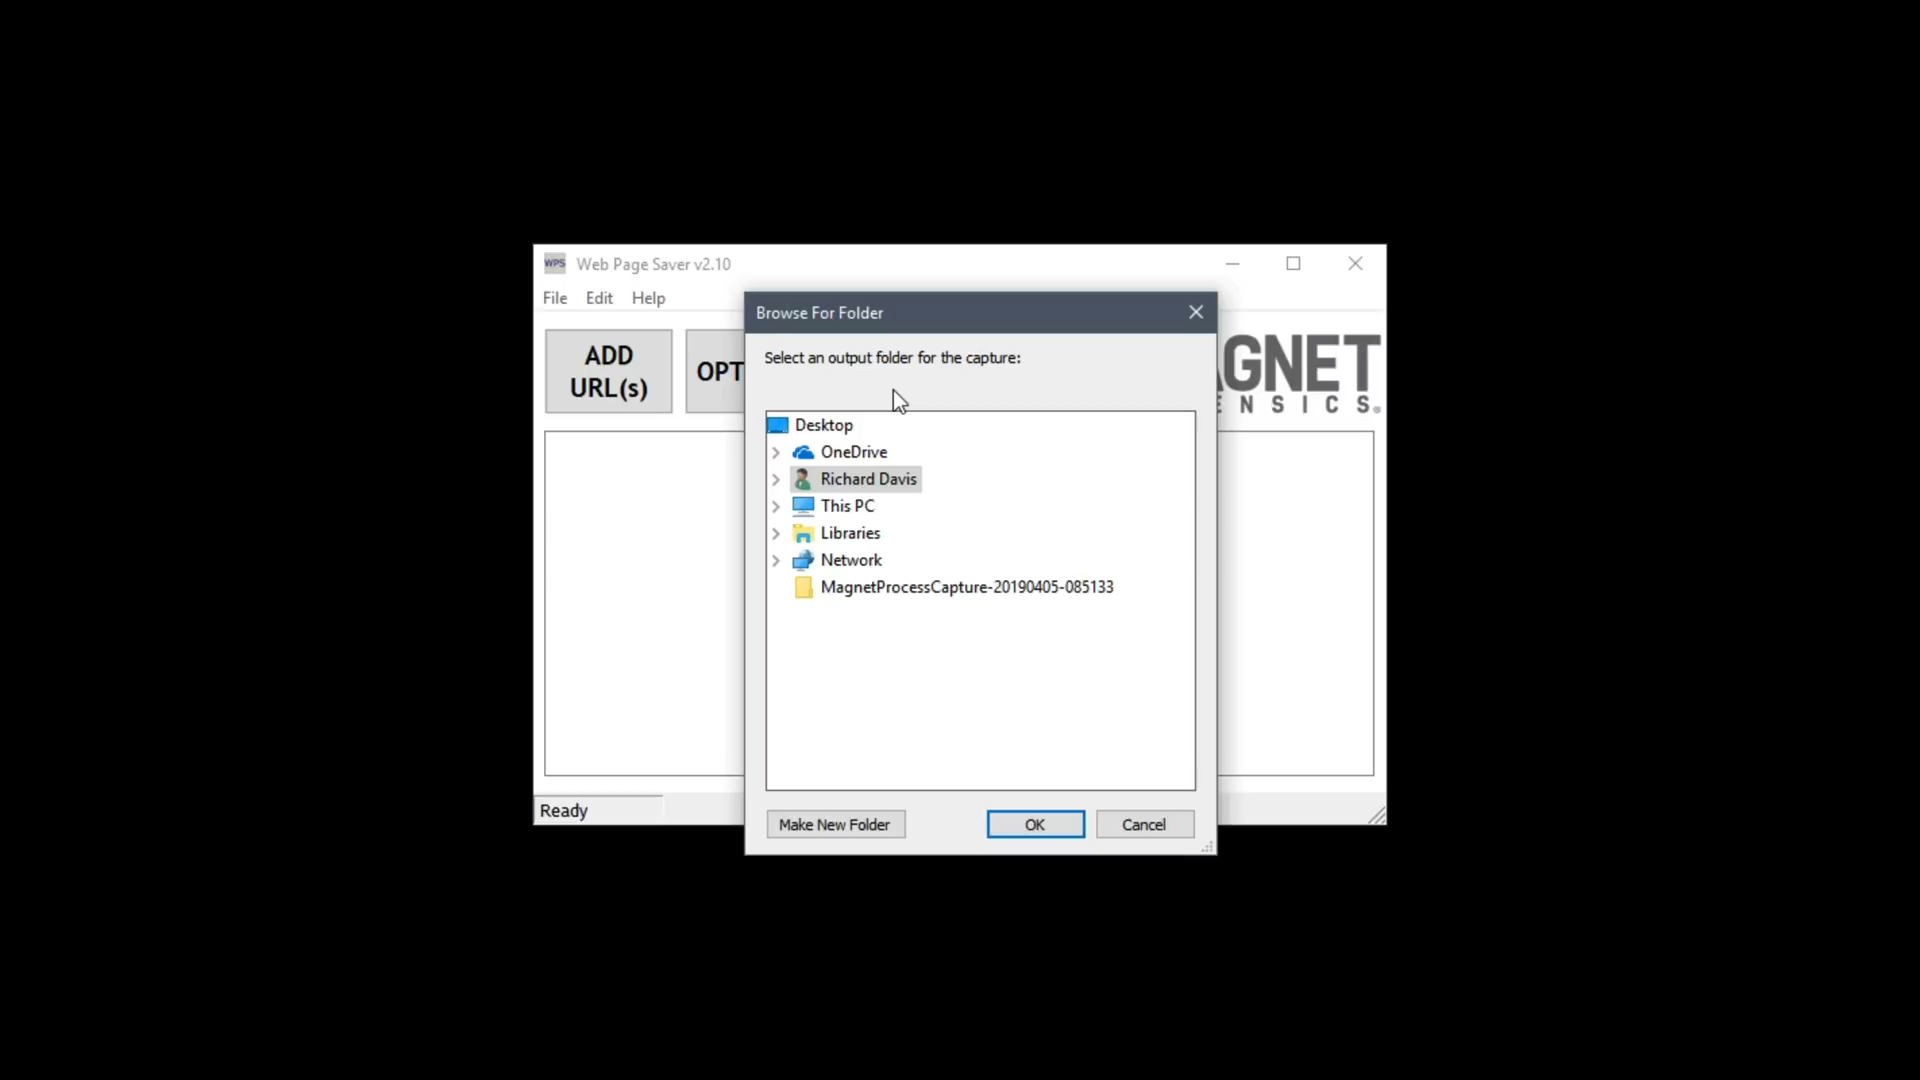 WPS Web Page Saver v2.10
File Edit Help
Browse For Folder
Select an output folder for the capture:
ADD
URL(s)
OPT
GNET
ENSICS®
Desktop
OneDrive
Richard Davis
This PC
Libraries
Network
MagnetProcessCapture-20190405-085133
Make New Folder OK Cancel
Ready